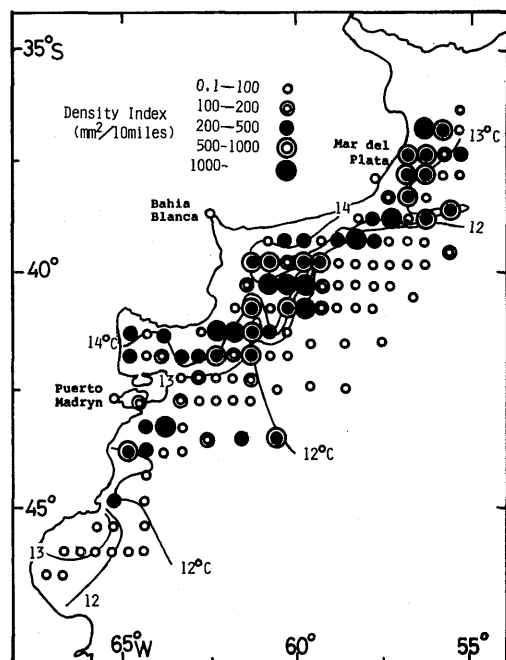 35°S
0.1—100
100—200
Density Index
200—500
(mm²/10miles)
500-1000
1000~
Mar del
Plata
13°C
Bahia
Blanca
14
12
40°
14°C
13
Puerto
Madryn
12°C
45°
13
12°C
12
65°W
60°
55°